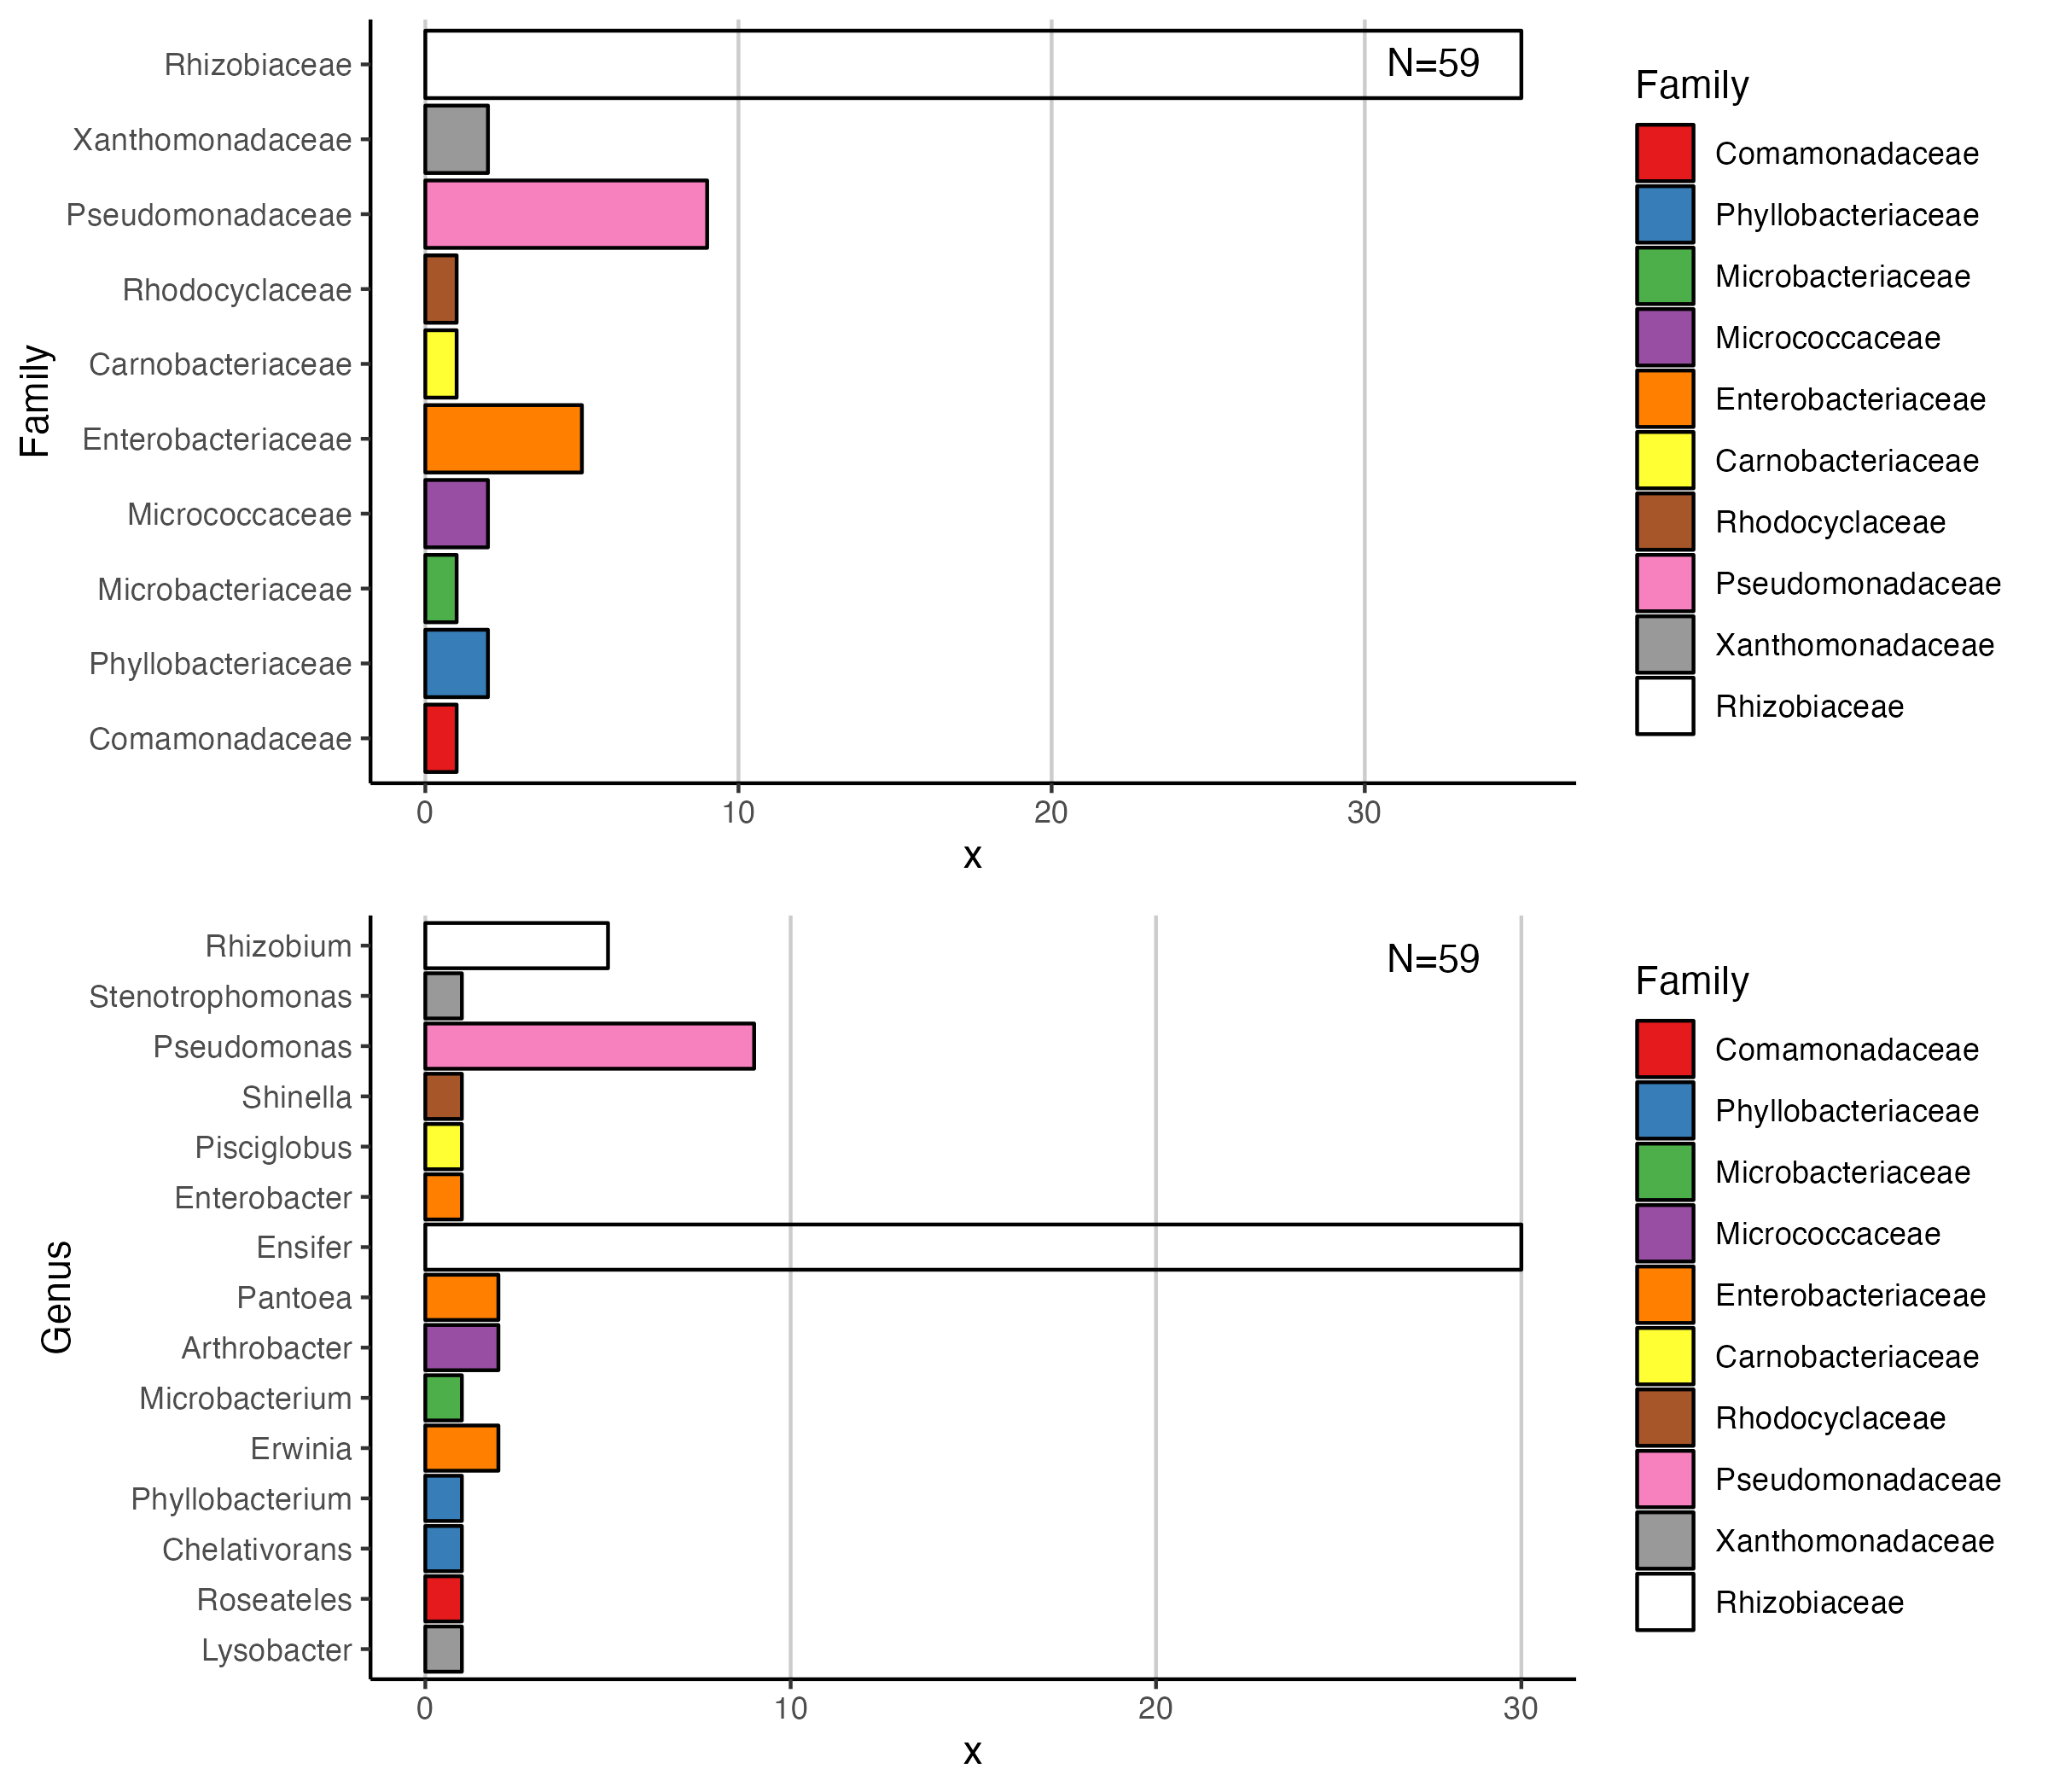 Rhizobiaceae
Xanthomonadaceae
Pseudomonadaceae
Rhodocyclaceae
Carnobacteriaceae
Enterobacteriaceae
Micrococcaceae
Microbacteriaceae
Phyllobacteriaceae
Comamonadaceae
Family
N=59
0 10 20 30
x
Family
Comamonadaceae
Phyllobacteriaceae
Microbacteriaceae
Micrococcaceae
Enterobacteriaceae
Carnobacteriaceae
Rhodocyclaceae
Pseudomonadaceae
Xanthomonadaceae
Rhizobiaceae
Rhizobium
Stenotrophomonas
Pseudomonas
Shinella
Pisciglobus
Enterobacter
Ensifer
Pantoea
Arthrobacter
Microbacterium
Erwinia
Phyllobacterium
Chelativorans
Roseateles
Lysobacter
Genus
N=59
0 10 20 30
x
Family
Comamonadaceae
Phyllobacteriaceae
Microbacteriaceae
Micrococcaceae
Enterobacteriaceae
Carnobacteriaceae
Rhodocyclaceae
Pseudomonadaceae
Xanthomonadaceae
Rhizobiaceae